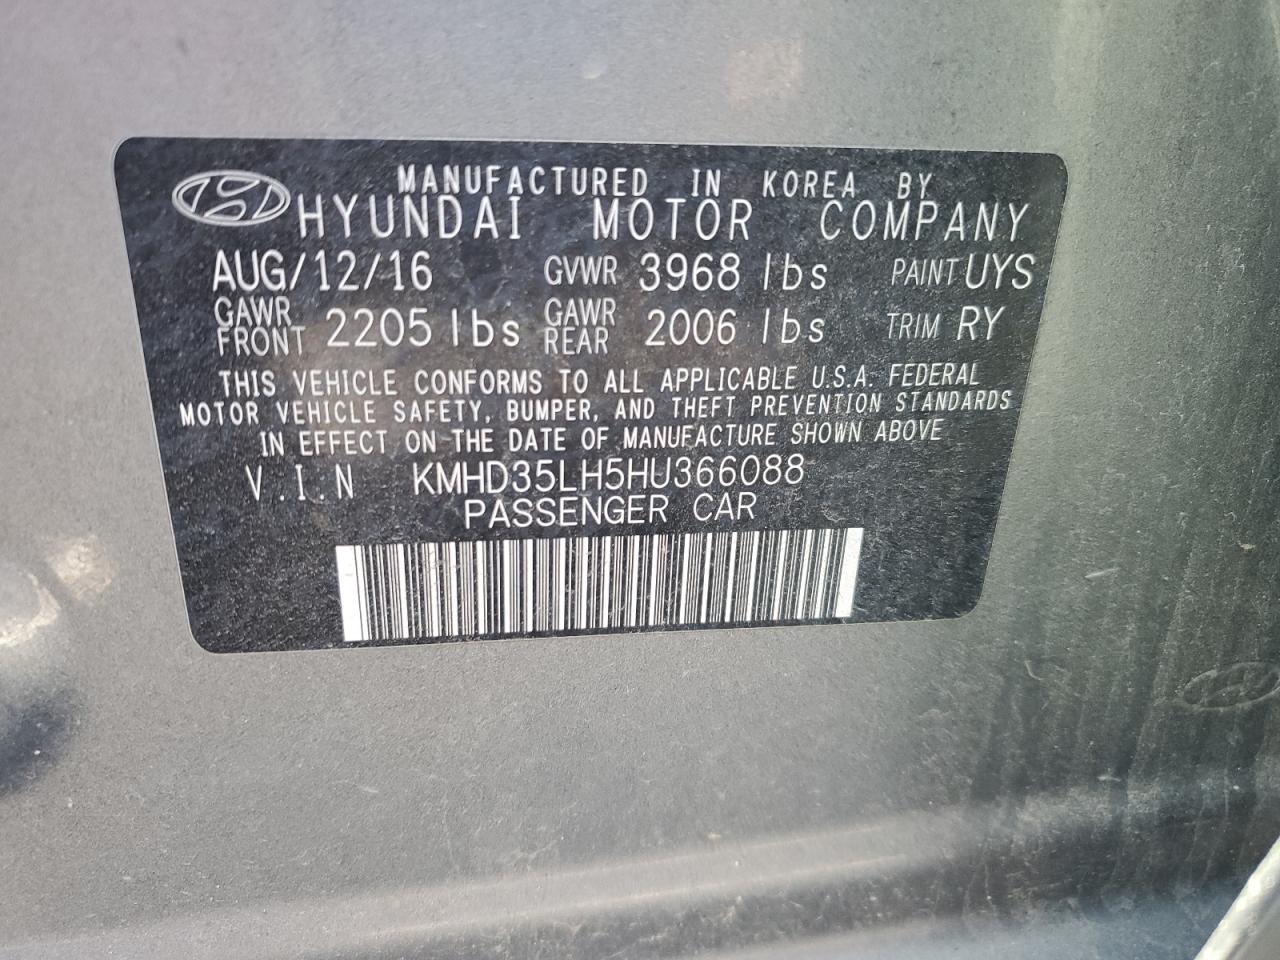 MANUFACTURED IN KOREA BY
HYUNDAI MOTOR COMPANY
AUG/12/16 GVWR 3968 lbs PAINT UYS
GAWR FRONT 2205 lbs GAWR REAR 2006 lbs TRIM RY
THIS VEHICLE CONFORMS TO ALL APPLICABLE U.S.A. FEDERAL
MOTOR VEHICLE SAFETY, BUMPER, AND THEFT PREVENTION STANDARDS
IN EFFECT ON THE DATE OF MANUFACTURE SHOWN ABOVE
V.I.N KMHD35LH5HU366088
PASSENGER CAR